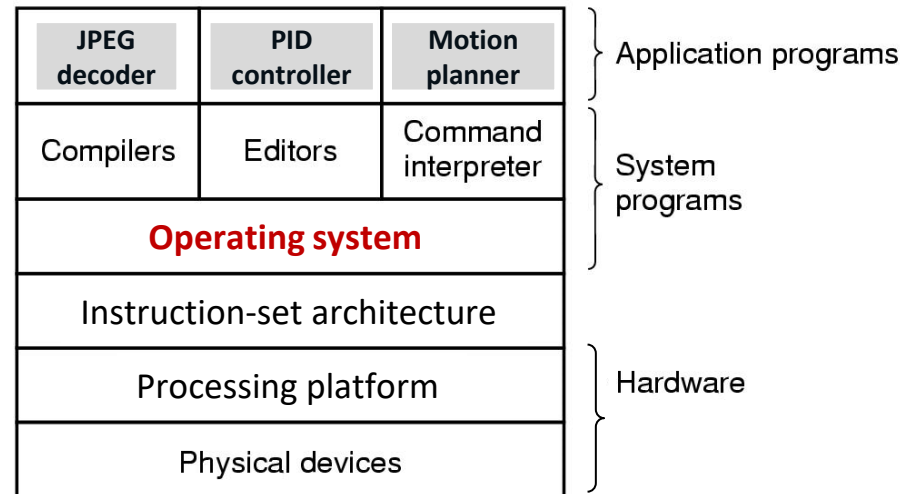 JPEG
decoder
PID
controller
Motion
planner
Application programs
Compilers
Editors
Command
interpreter
System
programs
Operating system
Instruction-set architecture
Processing platform
Hardware
Physical devices